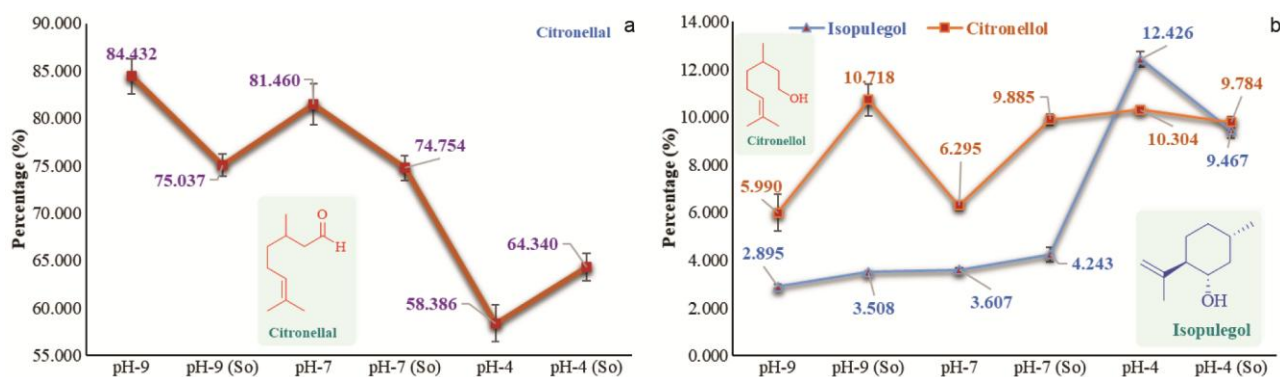 a
Citronellal
Percentage (%)
90.000
85.000
80.000
75.000
70.000
65.000
60.000
55.000
84.432
75.037
81.460
74.754
58.386
64.340
O
H
Citronellal
pH-9 pH-9 (So) pH-7 pH-7 (So) pH-4 pH-4 (So)
b
Isopulegol Citronellol
Percentage (%)
14.000
12.000
10.000
8.000
6.000
4.000
2.000
0.000
OH
Citronellol
5.990
10.718
6.295
9.885
10.304
9.784
2.895
3.508
3.607
4.243
12.426
9.467
OH
Isopulegol
pH-9 pH-9 (So) pH-7 pH-7 (So) pH-4 pH-4 (So)